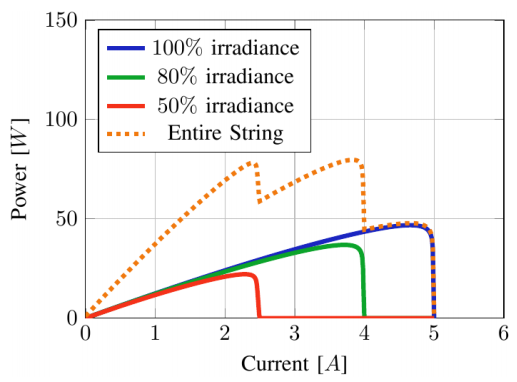 150
100
50
0
Power [W]
100% irradiance
80% irradiance
50% irradiance
Entire String
0 1 2 3 4 5 6
Current [A]